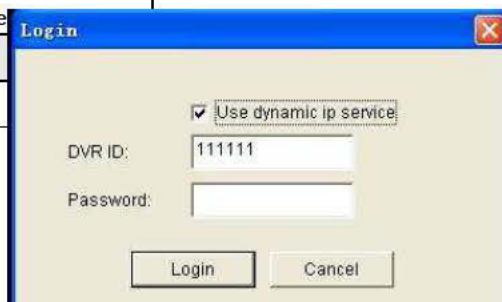 e
Login
Use dynamic ip service
DVR ID: 111111
Password:
Login Cancel